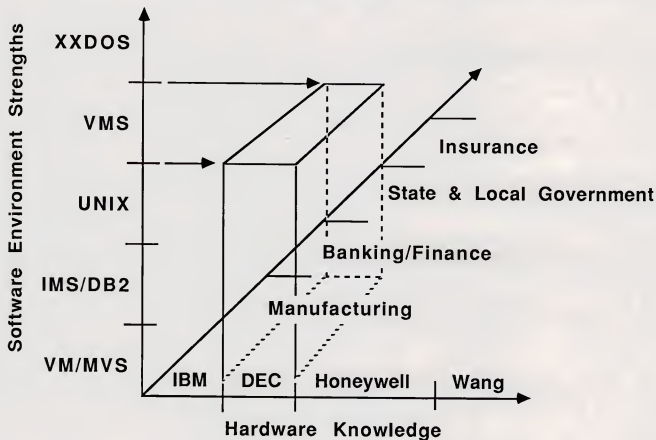 Software Environment Strengths
XXDOS
VMS
UNIX
IMS/DB2
VM/MVS
Insurance
State & Local Government
Banking/Finance
Manufacturing
IBM
DEC
Honeywell
Wang
Hardware Knowledge